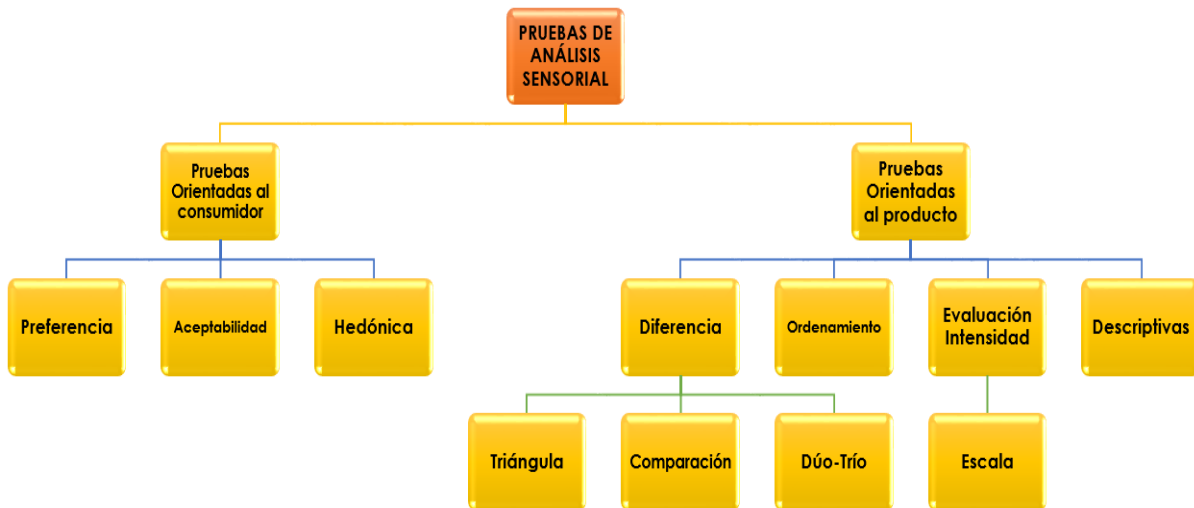 PRUEBAS DE
ANÁLISIS
SENSORIAL
Pruebas
Orientadas al
consumidor
Pruebas
Orientadas
al producto
Preferencia
Aceptabilidad
Hedónica
Diferencia
Ordenamiento
Evaluación
Intensidad
Descriptivas
Triángula
Comparación
Dúo-Trío
Escala